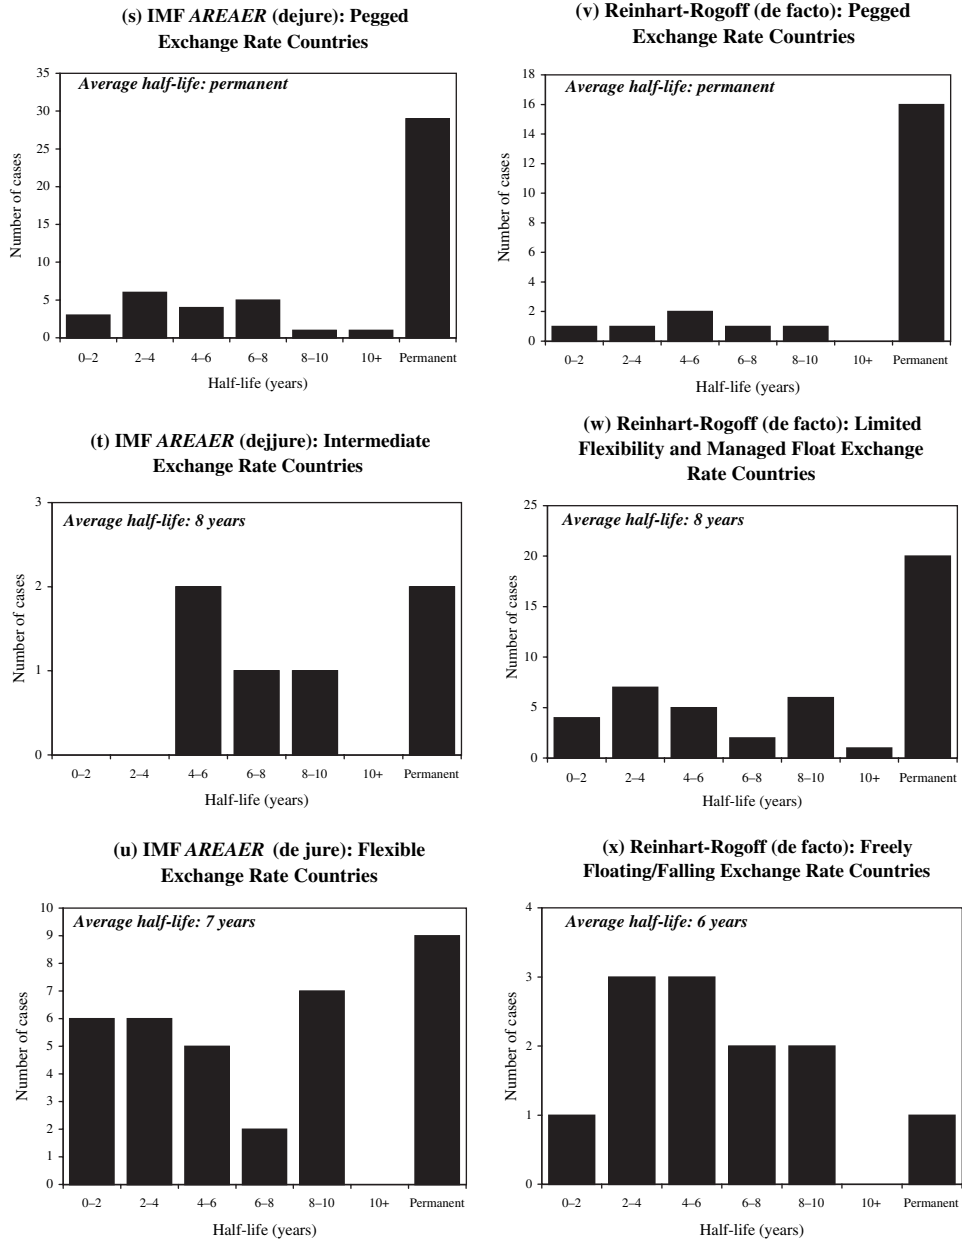 (s) IMF AREAER (dejure): Pegged
Exchange Rate Countries
Average half-life: permanent
Number of cases
35
30
25
20
15
10
5
0
0–2 2–4 4–6 6–8 8–10 10+ Permanent
Half-life (years)
(v) Reinhart-Rogoff (de facto): Pegged
Exchange Rate Countries
Average half-life: permanent
Number of cases
18
16
14
12
10
8
6
4
2
0
0–2 2–4 4–6 6–8 8–10 10+ Permanent
Half-life (years)
(t) IMF AREAER (dejjure): Intermediate
Exchange Rate Countries
Average half-life: 8 years
Number of cases
3
2
1
0
0–2 2–4 4–6 6–8 8–10 10+ Permanent
Half-life (years)
(w) Reinhart-Rogoff (de facto): Limited
Flexibility and Managed Float Exchange
Rate Countries
Average half-life: 8 years
Number of cases
25
20
15
10
5
0
0–2 2–4 4–6 6–8 8–10 10+ Permanent
Half-life (years)
(u) IMF AREAER (de jure): Flexible
Exchange Rate Countries
Average half-life: 7 years
Number of cases
10
9
8
7
6
5
4
3
2
1
0
0–2 2–4 4–6 6–8 8–10 10+ Permanent
Half-life (years)
(x) Reinhart-Rogoff (de facto): Freely
Floating/Falling Exchange Rate Countries
Average half-life: 6 years
Number of cases
4
3
2
1
0
0–2 2–4 4–6 6–8 8–10 10+ Permanent
Half-life (years)